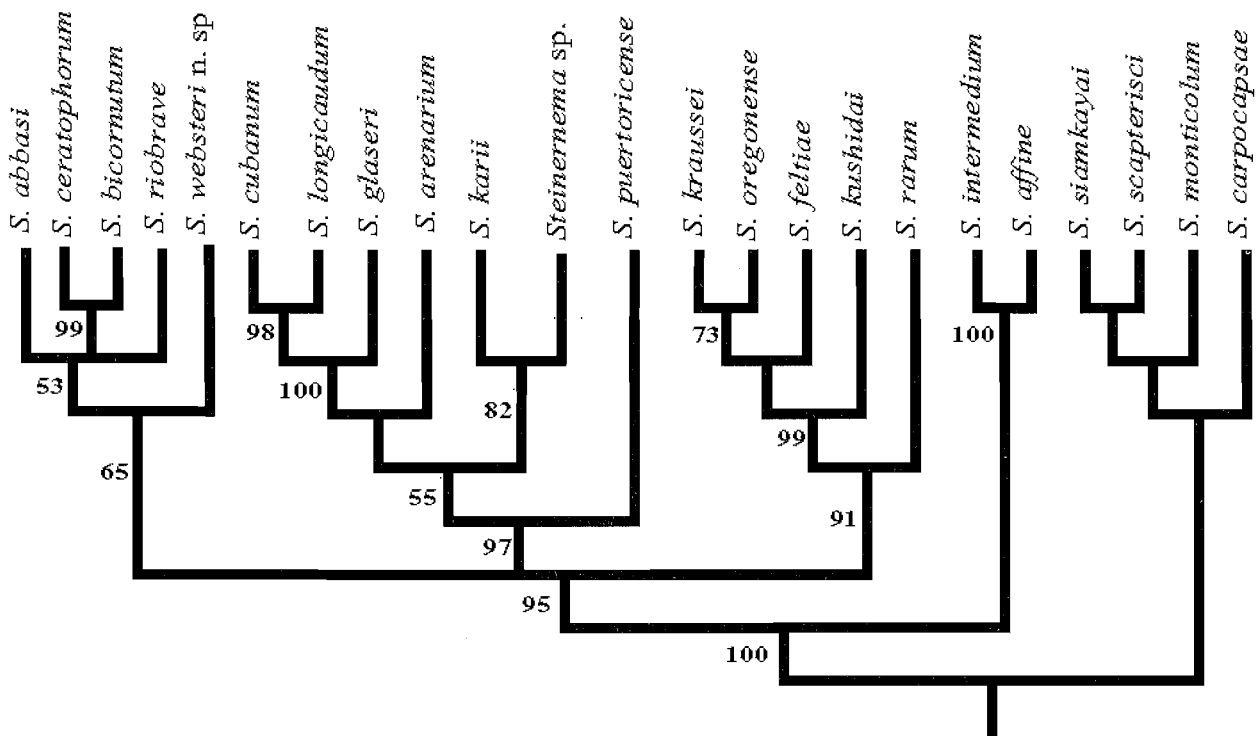 S. abbasi
S. ceratophorum
S. bicornutum
S. riobrave
S. websteri n. sp
S. cubanum
S. longicaudum
S. glaseri
S. arenarium
S. karii
Steinernema sp.
S. puertoricense
S. kraussei
S. oregonense
S. feltiae
S. kushidai
S. rarum
S. intermedium
S. affine
S. siamkayai
S. scapterisci
S. monticolum
S. carpocapsae
99
98
73
100
53
100
82
99
65
55
91
97
95
100